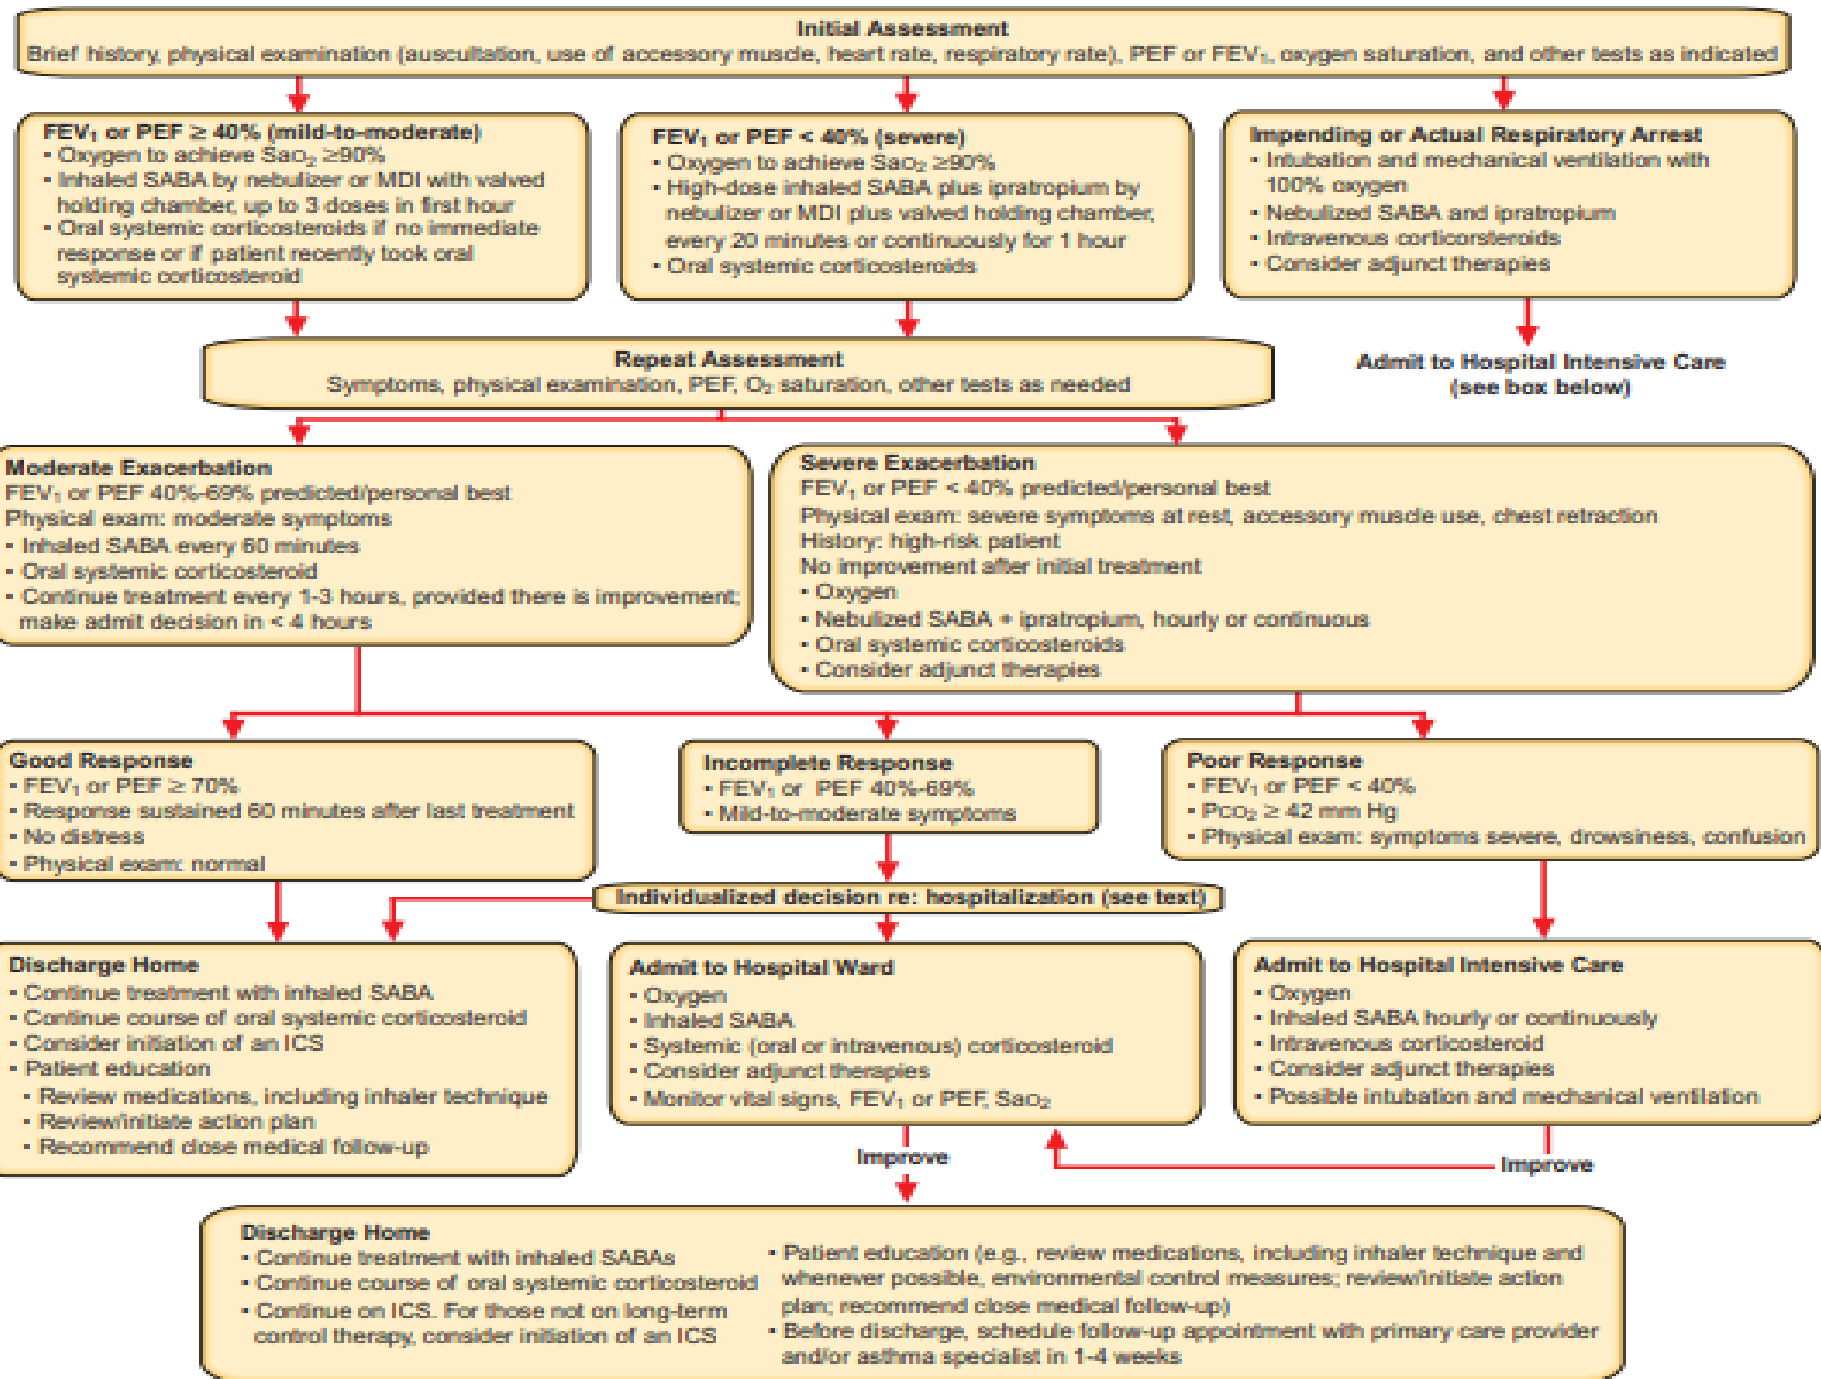 Initial Assessment
Brief history, physical examination (auscultation, use of accessory muscle, heart rate, respiratory rate), PEF or FEV₁, oxygen saturation, and other tests as indicated
FEV₁ or PEF ≥ 40% (mild-to-moderate)
• Oxygen to achieve SaO₂ ≥90%
• Inhaled SABA by nebulizer or MDI with valved
holding chamber, up to 3 doses in first hour
• Oral systemic corticosteroids if no immediate
response or if patient recently took oral
systemic corticosteroid
FEV₁ or PEF < 40% (severe)
• Oxygen to achieve SaO₂ ≥90%
• High-dose inhaled SABA plus ipratropium by
nebulizer or MDI plus valved holding chamber,
every 20 minutes or continuously for 1 hour
• Oral systemic corticosteroids
Impending or Actual Respiratory Arrest
• Intubation and mechanical ventilation with
100% oxygen
• Nebulized SABA and ipratropium
• Intravenous corticorsteroids
• Consider adjunct therapies
Repeat Assessment
Symptoms, physical examination, PEF, O₂ saturation, other tests as needed
Admit to Hospital Intensive Care
(see box below)
Moderate Exacerbation
FEV₁ or PEF 40%-69% predicted/personal best
Physical exam: moderate symptoms
• Inhaled SABA every 60 minutes
• Oral systemic corticosteroid
• Continue treatment every 1-3 hours, provided there is improvement;
make admit decision in < 4 hours
Severe Exacerbation
FEV₁ or PEF < 40% predicted/personal best
Physical exam: severe symptoms at rest, accessory muscle use, chest retraction
History: high-risk patient
No improvement after initial treatment
• Oxygen
• Nebulized SABA + ipratropium, hourly or continuous
• Oral systemic corticosteroids
• Consider adjunct therapies
Good Response
• FEV₁ or PEF ≥ 70%
• Response sustained 60 minutes after last treatment
• No distress
• Physical exam: normal
Incomplete Response
• FEV₁ or PEF 40%-69%
• Mild-to-moderate symptoms
Poor Response
• FEV₁ or PEF < 40%
• PCO₂ ≥ 42 mm Hg
• Physical exam: symptoms severe, drowsiness, confusion
Individualized decision re: hospitalization (see text)
Discharge Home
• Continue treatment with inhaled SABA
• Continue course of oral systemic corticosteroid
• Consider initiation of an ICS
• Patient education
• Review medications, including inhaler technique
• Review/initiate action plan
• Recommend close medical follow-up
Admit to Hospital Ward
• Oxygen
• Inhaled SABA
• Systemic (oral or intravenous) corticosteroid
• Consider adjunct therapies
• Monitor vital signs, FEV₁ or PEF, SaO₂
Admit to Hospital Intensive Care
• Oxygen
• Inhaled SABA hourly or continuously
• Intravenous corticosteroid
• Consider adjunct therapies
• Possible intubation and mechanical ventilation
Improve
Improve
Discharge Home
• Continue treatment with inhaled SABAs
• Continue course of oral systemic corticosteroid
• Continue on ICS. For those not on long-term
control therapy, consider initiation of an ICS
• Patient education (e.g., review medications, including inhaler technique and
whenever possible, environmental control measures; review/initiate action
plan; recommend close medical follow-up)
• Before discharge, schedule follow-up appointment with primary care provider
and/or asthma specialist in 1-4 weeks